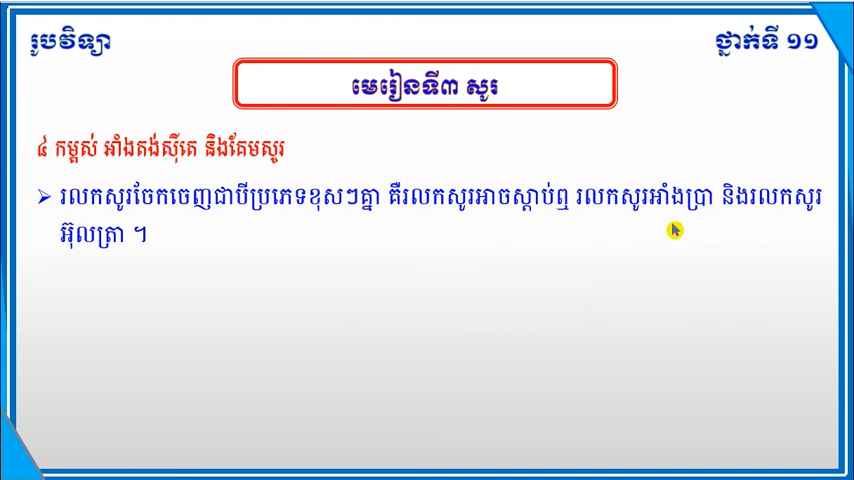 រូបវិទ្យា
ថ្នាក់ទី ១១
មេរៀនទី៣ សូរ
៤ កម្ពស់ អាំងតង់ស៊ីតេ និងគែមសូរ
រលកសូរចែកចេញជាបីប្រភេទខុសៗគ្នា គឺរលកសូរអាចស្តាប់ឮ រលកសូរអាំងប្រា និងរលកសូរ
អ៊ុលត្រា ។